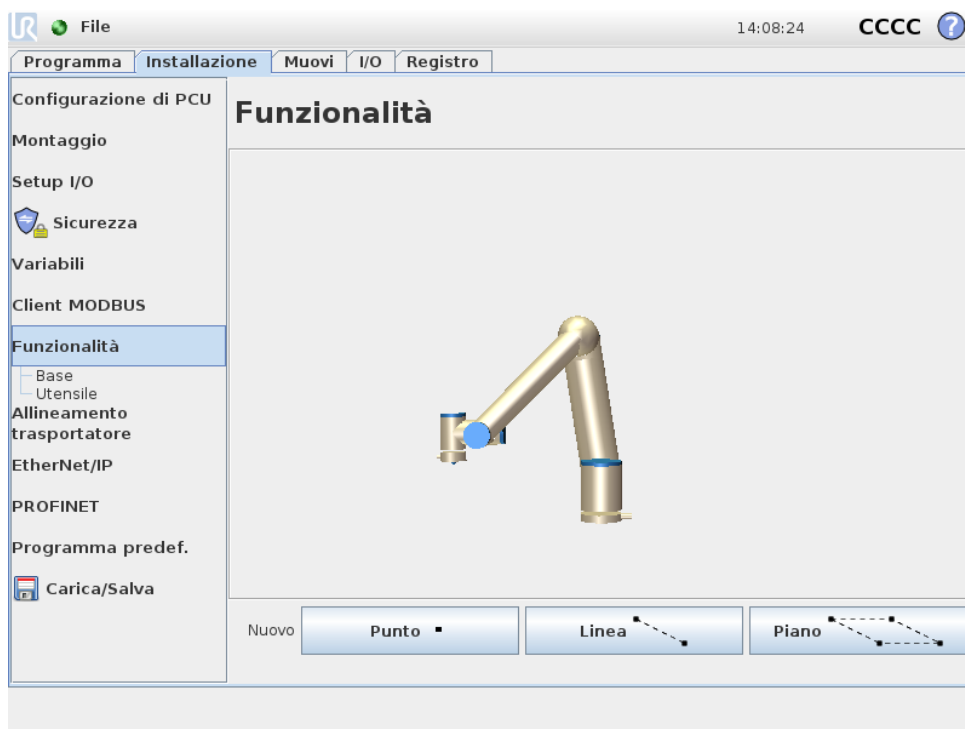 UR File 14:08:24 CCCC ?
Programma Installazione Muovi I/O Registro
Configurazione di PCU
Funzionalità
Montaggio
Setup I/O
Sicurezza
Variabili
Client MODBUS
Funzionalità
Base
Utensile
Allineamento
trasportatore
EtherNet/IP
PROFINET
Programma predef.
Carica/Salva
Nuovo Punto Linea Piano